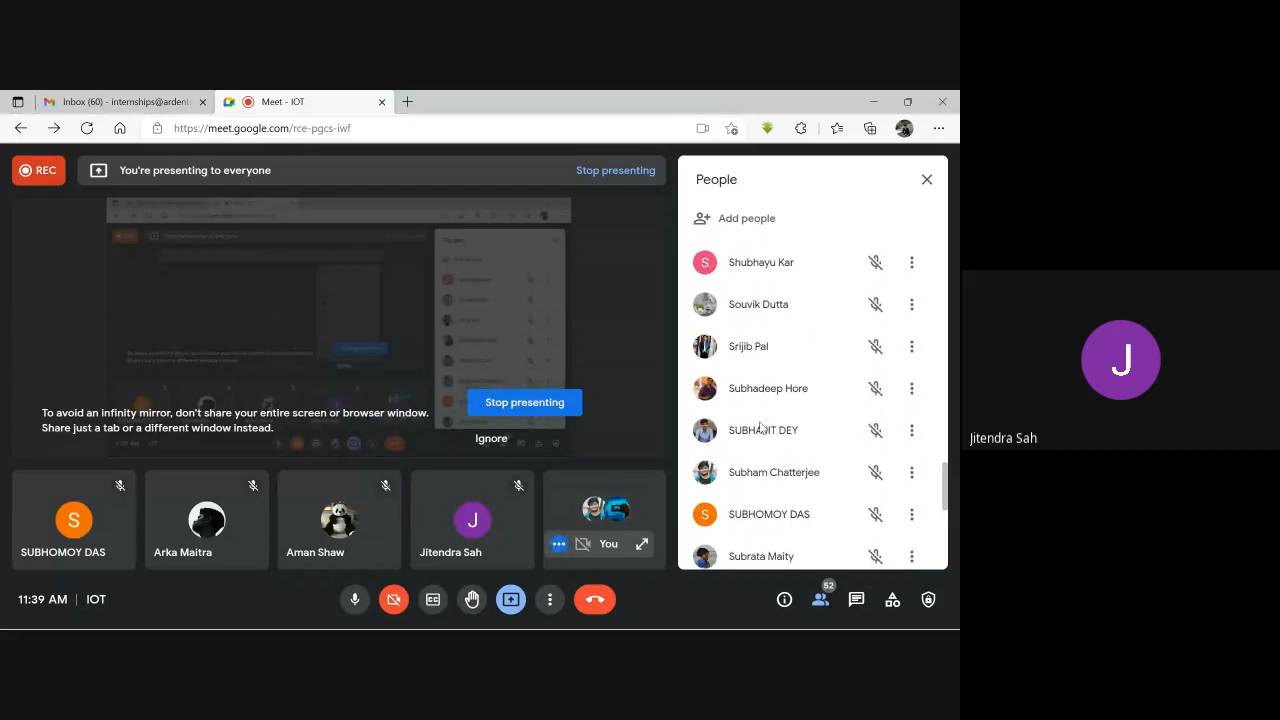 Inbox (60) - internships@ardent
Meet - IOT
https://meet.google.com/rce-pgcs-iwf
REC
You're presenting to everyone
Stop presenting
To avoid an infinity mirror, don't share your entire screen or browser window.
Share just a tab or a different window instead.
Stop presenting
Ignore
S
SUBHOMOY DAS
Arka Maitra
Aman Shaw
J
Jitendra Sah
You
People
Add people
S
Shubhayu Kar
Souvik Dutta
Srijib Pal
Subhadeep Hore
DEY
Subham Chatterjee
S
SUBHOMOY DAS
Subrata Maity
11:39 AM
IOT
52
J
Jitendra Sah